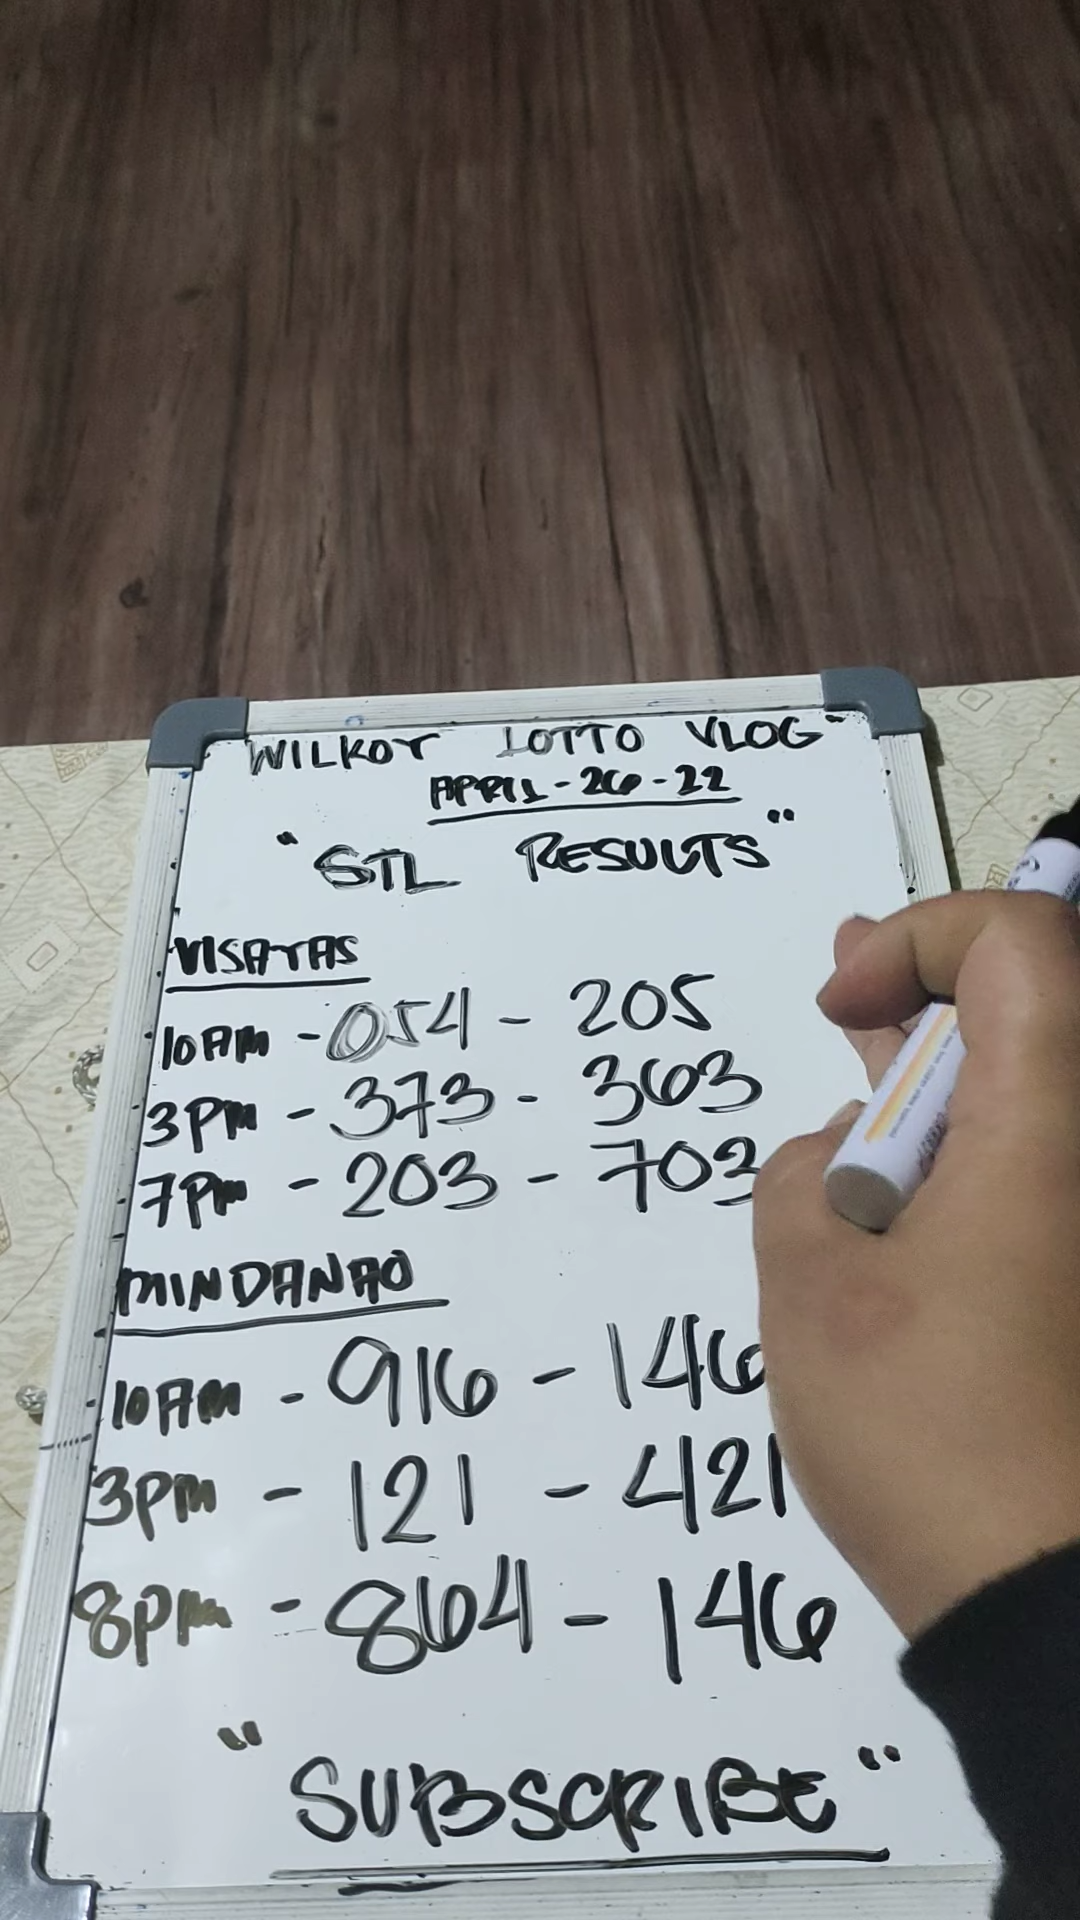 WILKOT LOTTO VLOG
APRIL-26-22
"STL RESULTS"
VISAYAS
10AM - 054 - 205
3PM - 373 - 363
7PM - 203 - 703
MINDANAO
10AM - 916 - 146
3PM - 121 - 421
8PM - 864 - 146
"SUBSCRIBE"